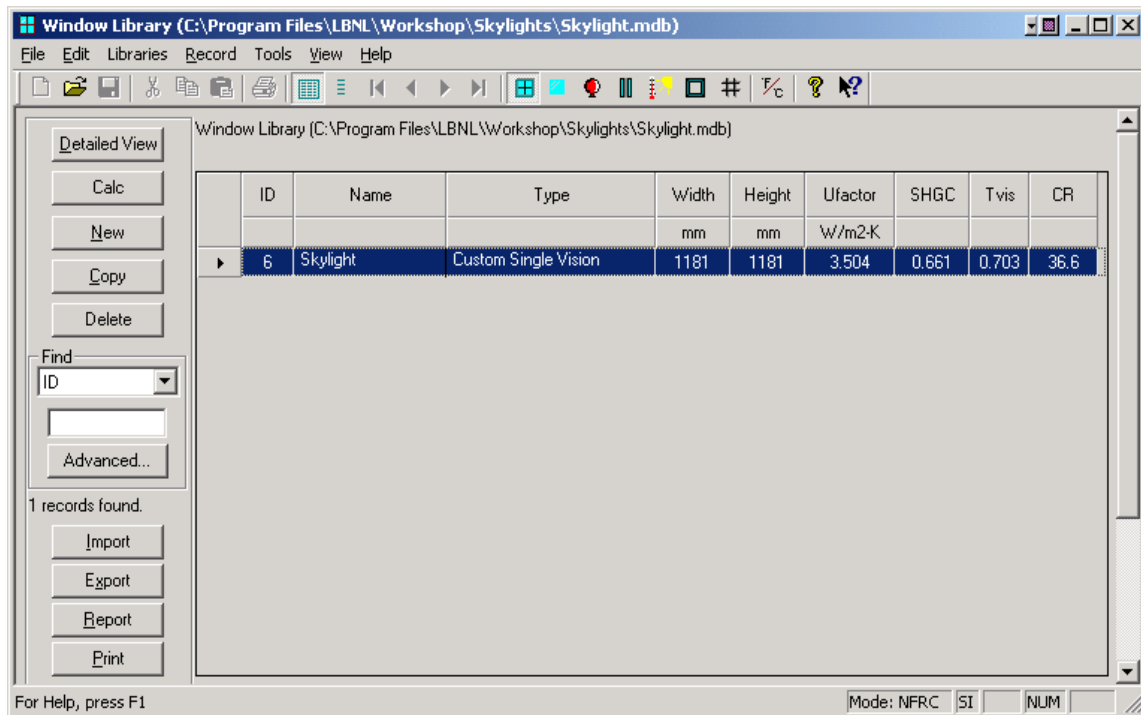 Window Library (C:\Program Files\LBNL\Workshop\Skylights\Skylight.mdb)
File Edit Libraries Record Tools View Help
°F/C ? ?
Window Library (C:\Program Files\LBNL\Workshop\Skylights\Skylight.mdb)
Detailed View
Calc
New
Copy
Delete
Find
ID
Advanced...
1 records found.
Import
Export
Report
Print
ID Name Type Width Height Ufactor SHGC Tvis CR
mm mm W/m2-K
6 Skylight Custom Single Vision 1181 1181 3.504 0.661 0.703 36.6
For Help, press F1 Mode: NFRC SI NUM